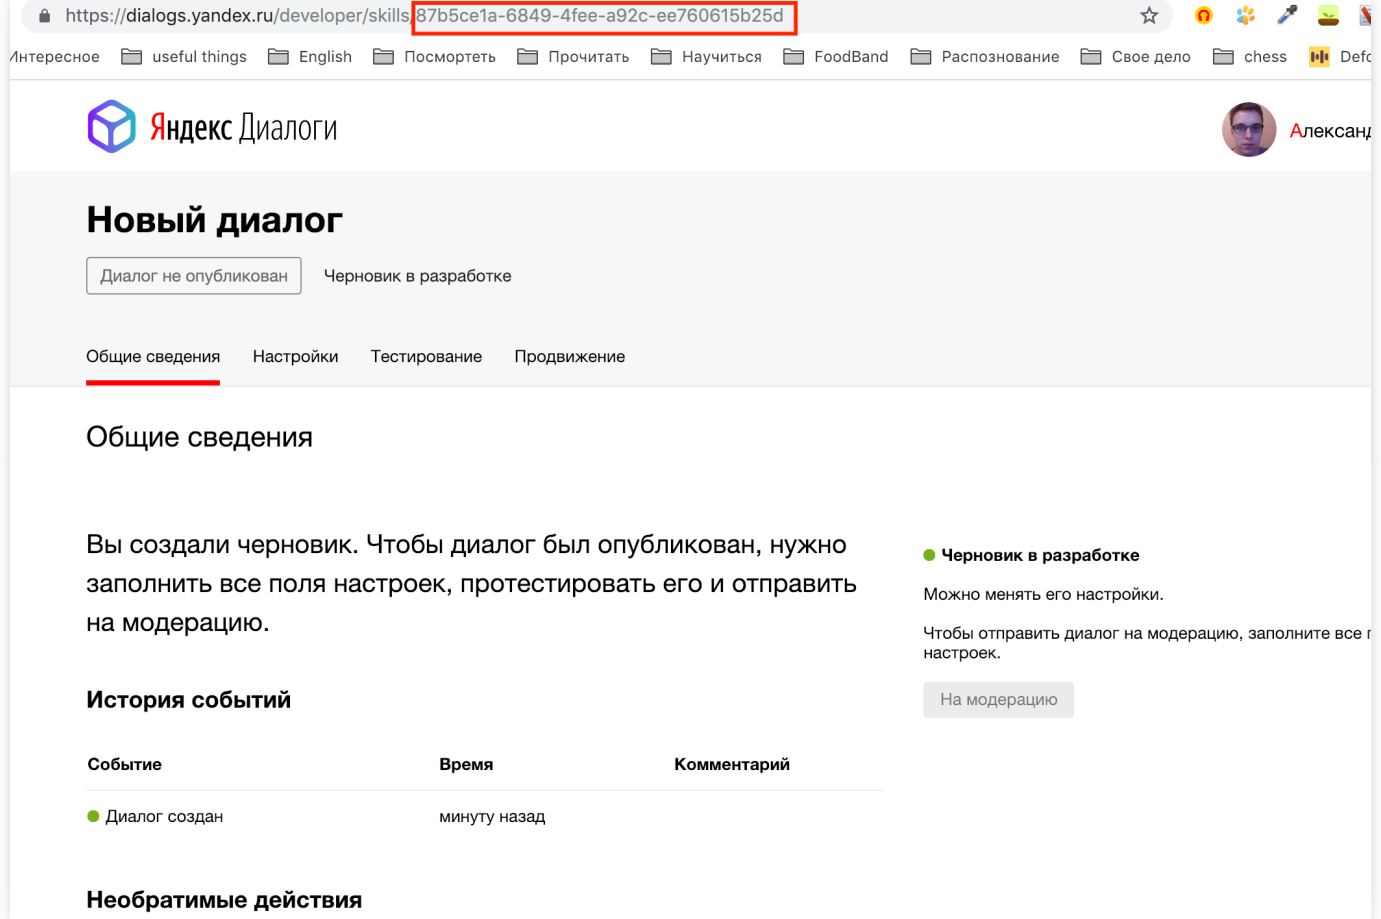 https://dialogs.yandex.ru/developer/skills/87b5ce1a-6849-4fee-a92c-ee760615b25d
Интересное useful things English Посмортеть Прочитать Научиться FoodBand Распознование Свое дело chess Defc
Яндекс Диалоги
Александ
Новый диалог
Диалог не опубликован Черновик в разработке
Общие сведения Настройки Тестирование Продвижение
Общие сведения
Вы создали черновик. Чтобы диалог был опубликован, нужно
заполнить все поля настроек, протестировать его и отправить
на модерацию.
Черновик в разработке
Можно менять его настройки.
Чтобы отправить диалог на модерацию, заполните все
настроек.
На модерацию
История событий
Событие Время Комментарий
Диалог создан минуту назад
Необратимые действия